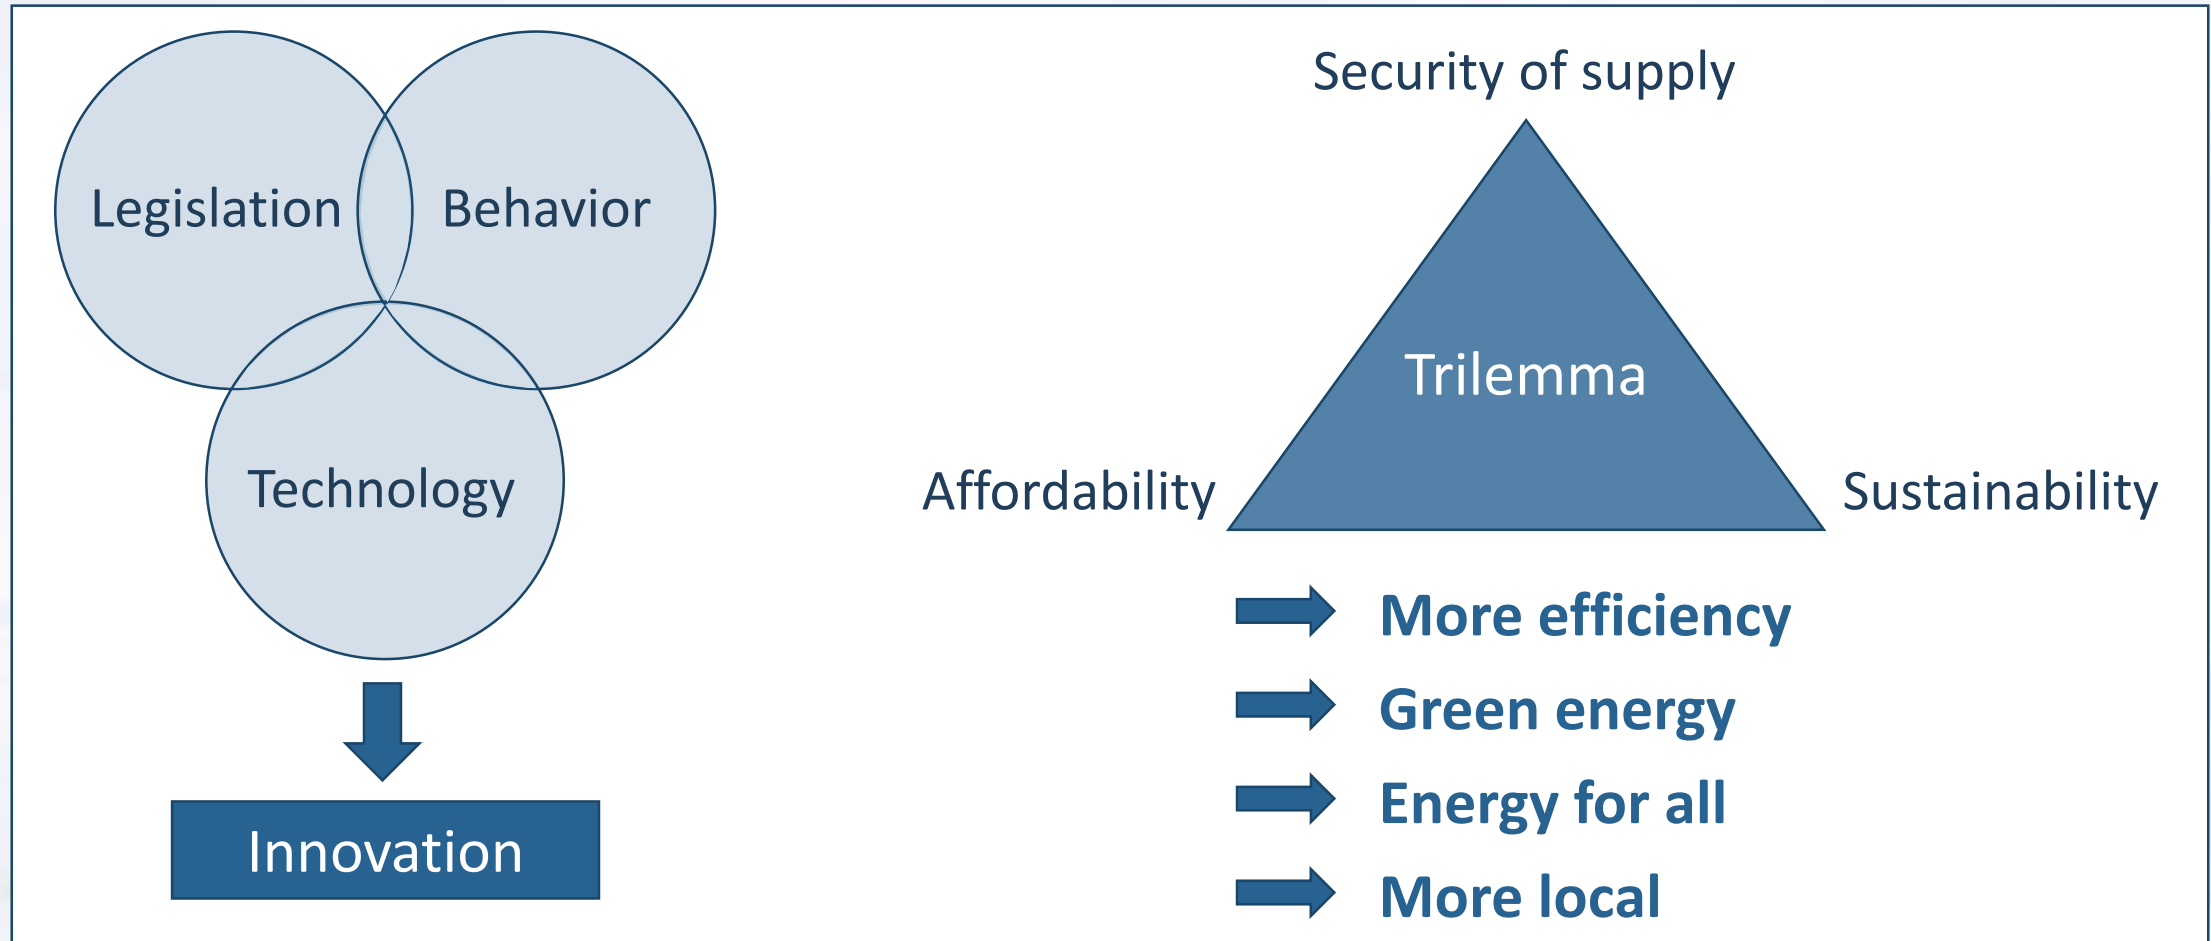 Legislation
Behavior
Technology
Innovation
Security of supply
Trilemma
Affordability
Sustainability
More efficiency
Green energy
Energy for all
More local